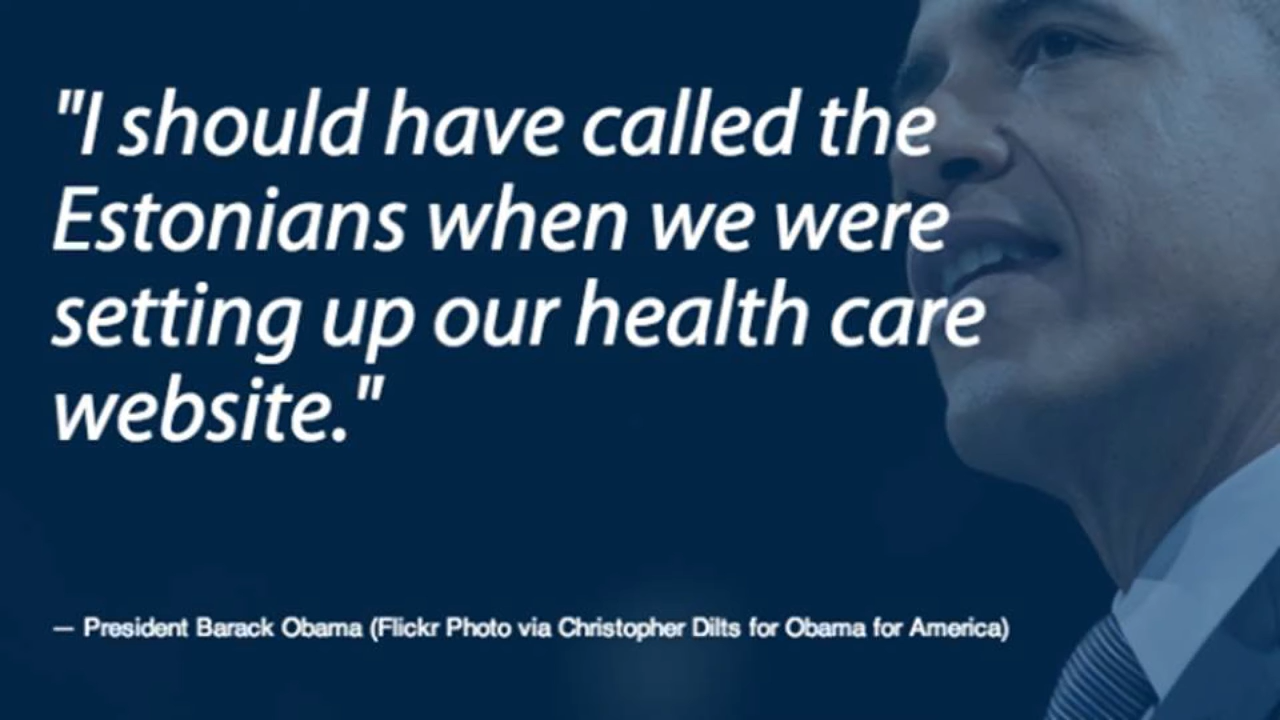 "I should have called the
Estonians when we were
setting up our health care
website."
— President Barack Obama (Flickr Photo via Christopher Dilts for Obama for America)